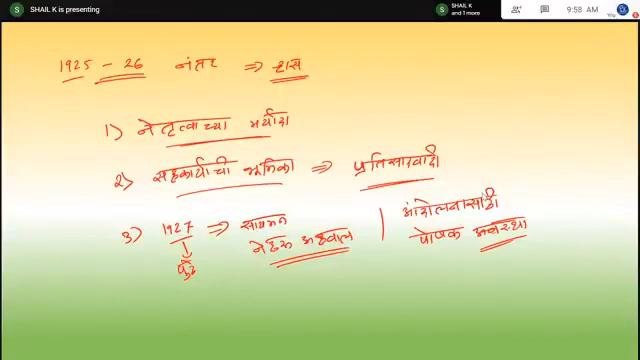 SHAIL K is presenting
SHAIL K
and 1 more
9:58 AM
You
1925 - 26 नंतर ⇒ ऱ्हास
1) नेतृत्वाच्या मर्यादा
2) सहकार्यांची भूमिका ⇒ प्रतिसादवादी
3) 1927 ⇒ सायमन | आंदोलनासाठी
नेहरू अहवाल | पोषक अवस्था
फुट